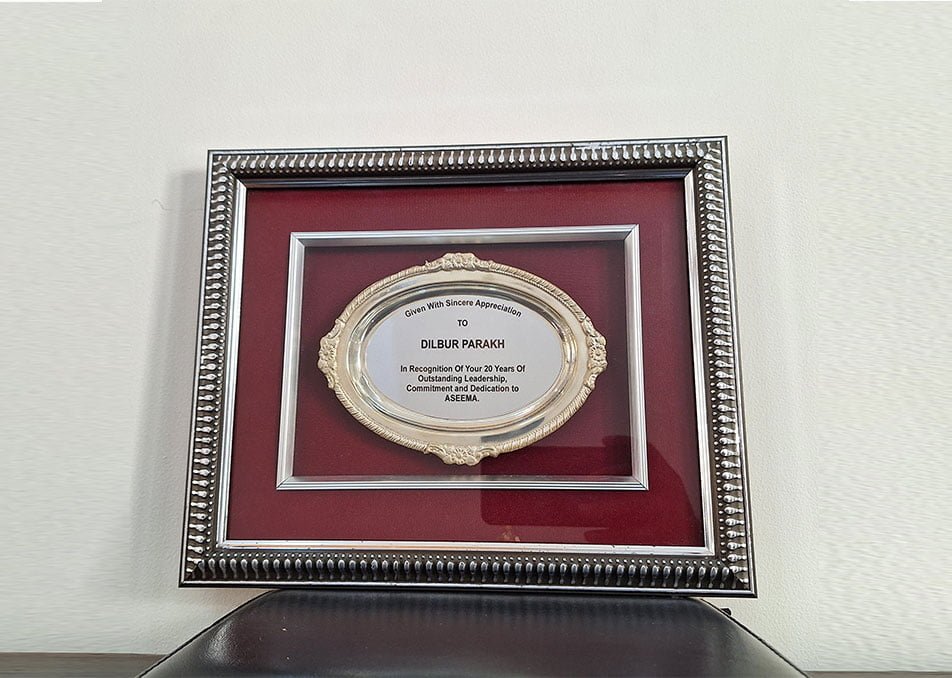 Given With Sincere Appreciation
TO
DILBUR PARAKH
In Recognition Of Your 20 Years Of
Outstanding Leadership,
Commitment and Dedication to
ASEEMA.